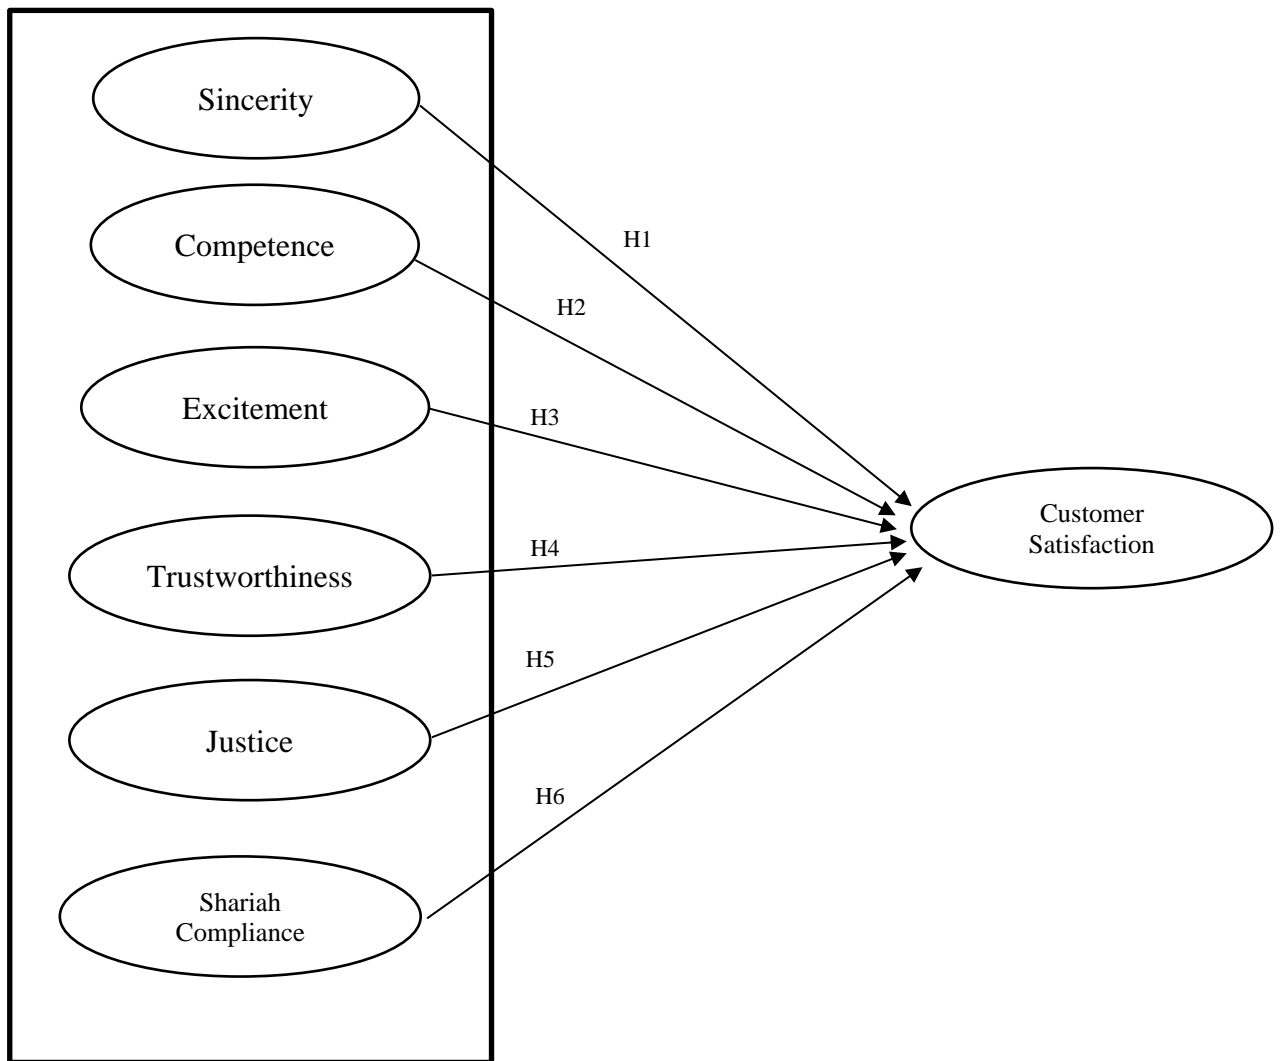 Sincerity
Competence
Excitement
Trustworthiness
Justice
Shariah
Compliance
H1
H2
H3
H4
H5
H6
Customer
Satisfaction